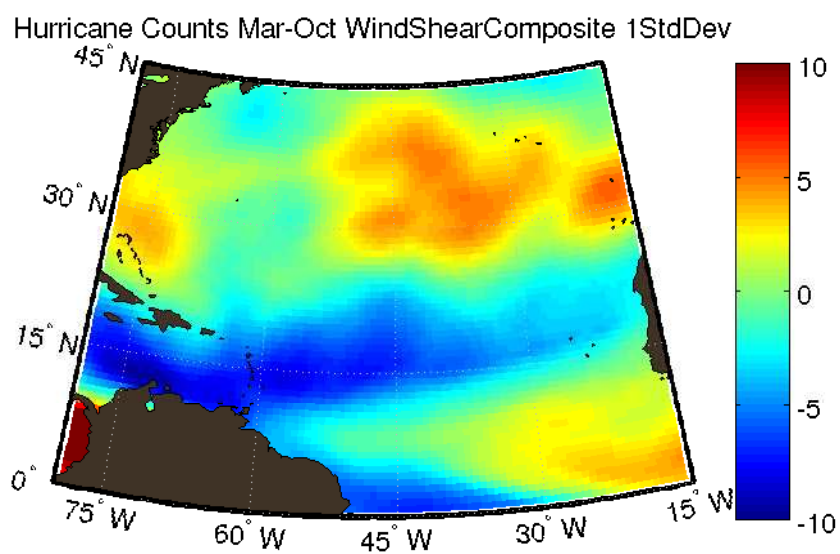 Hurricane Counts Mar-Oct WindShearComposite 1StdDev
45° N
30° N
15° N
0°
75° W
60° W
45° W
30° W
15° W
10
5
0
-5
-10